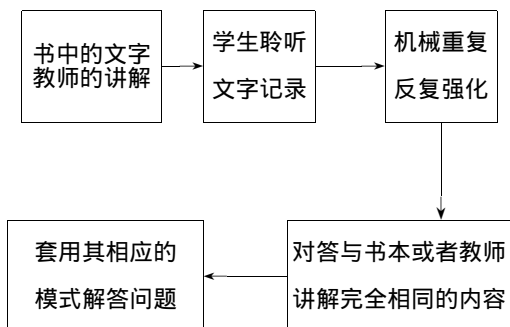 书中的文字
教师的讲解
学生聆听
文字记录
机械重复
反复强化
对答与书本或者教师
讲解完全相同的内容
套用其相应的
模式解答问题